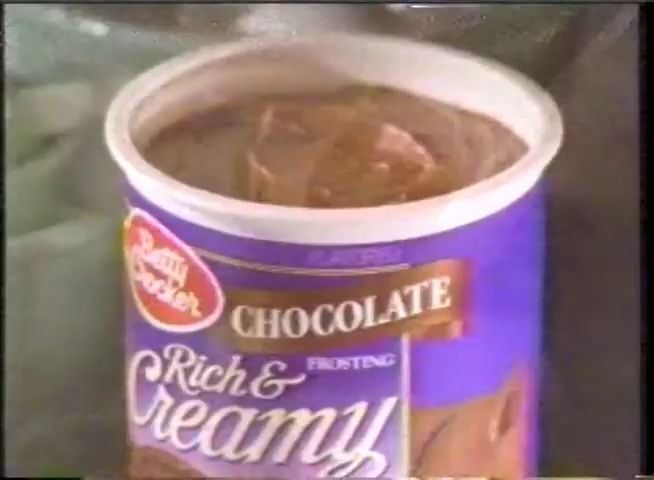 Betty
Crocker
FLAVORED
CHOCOLATE
FROSTING
Rich &
Creamy